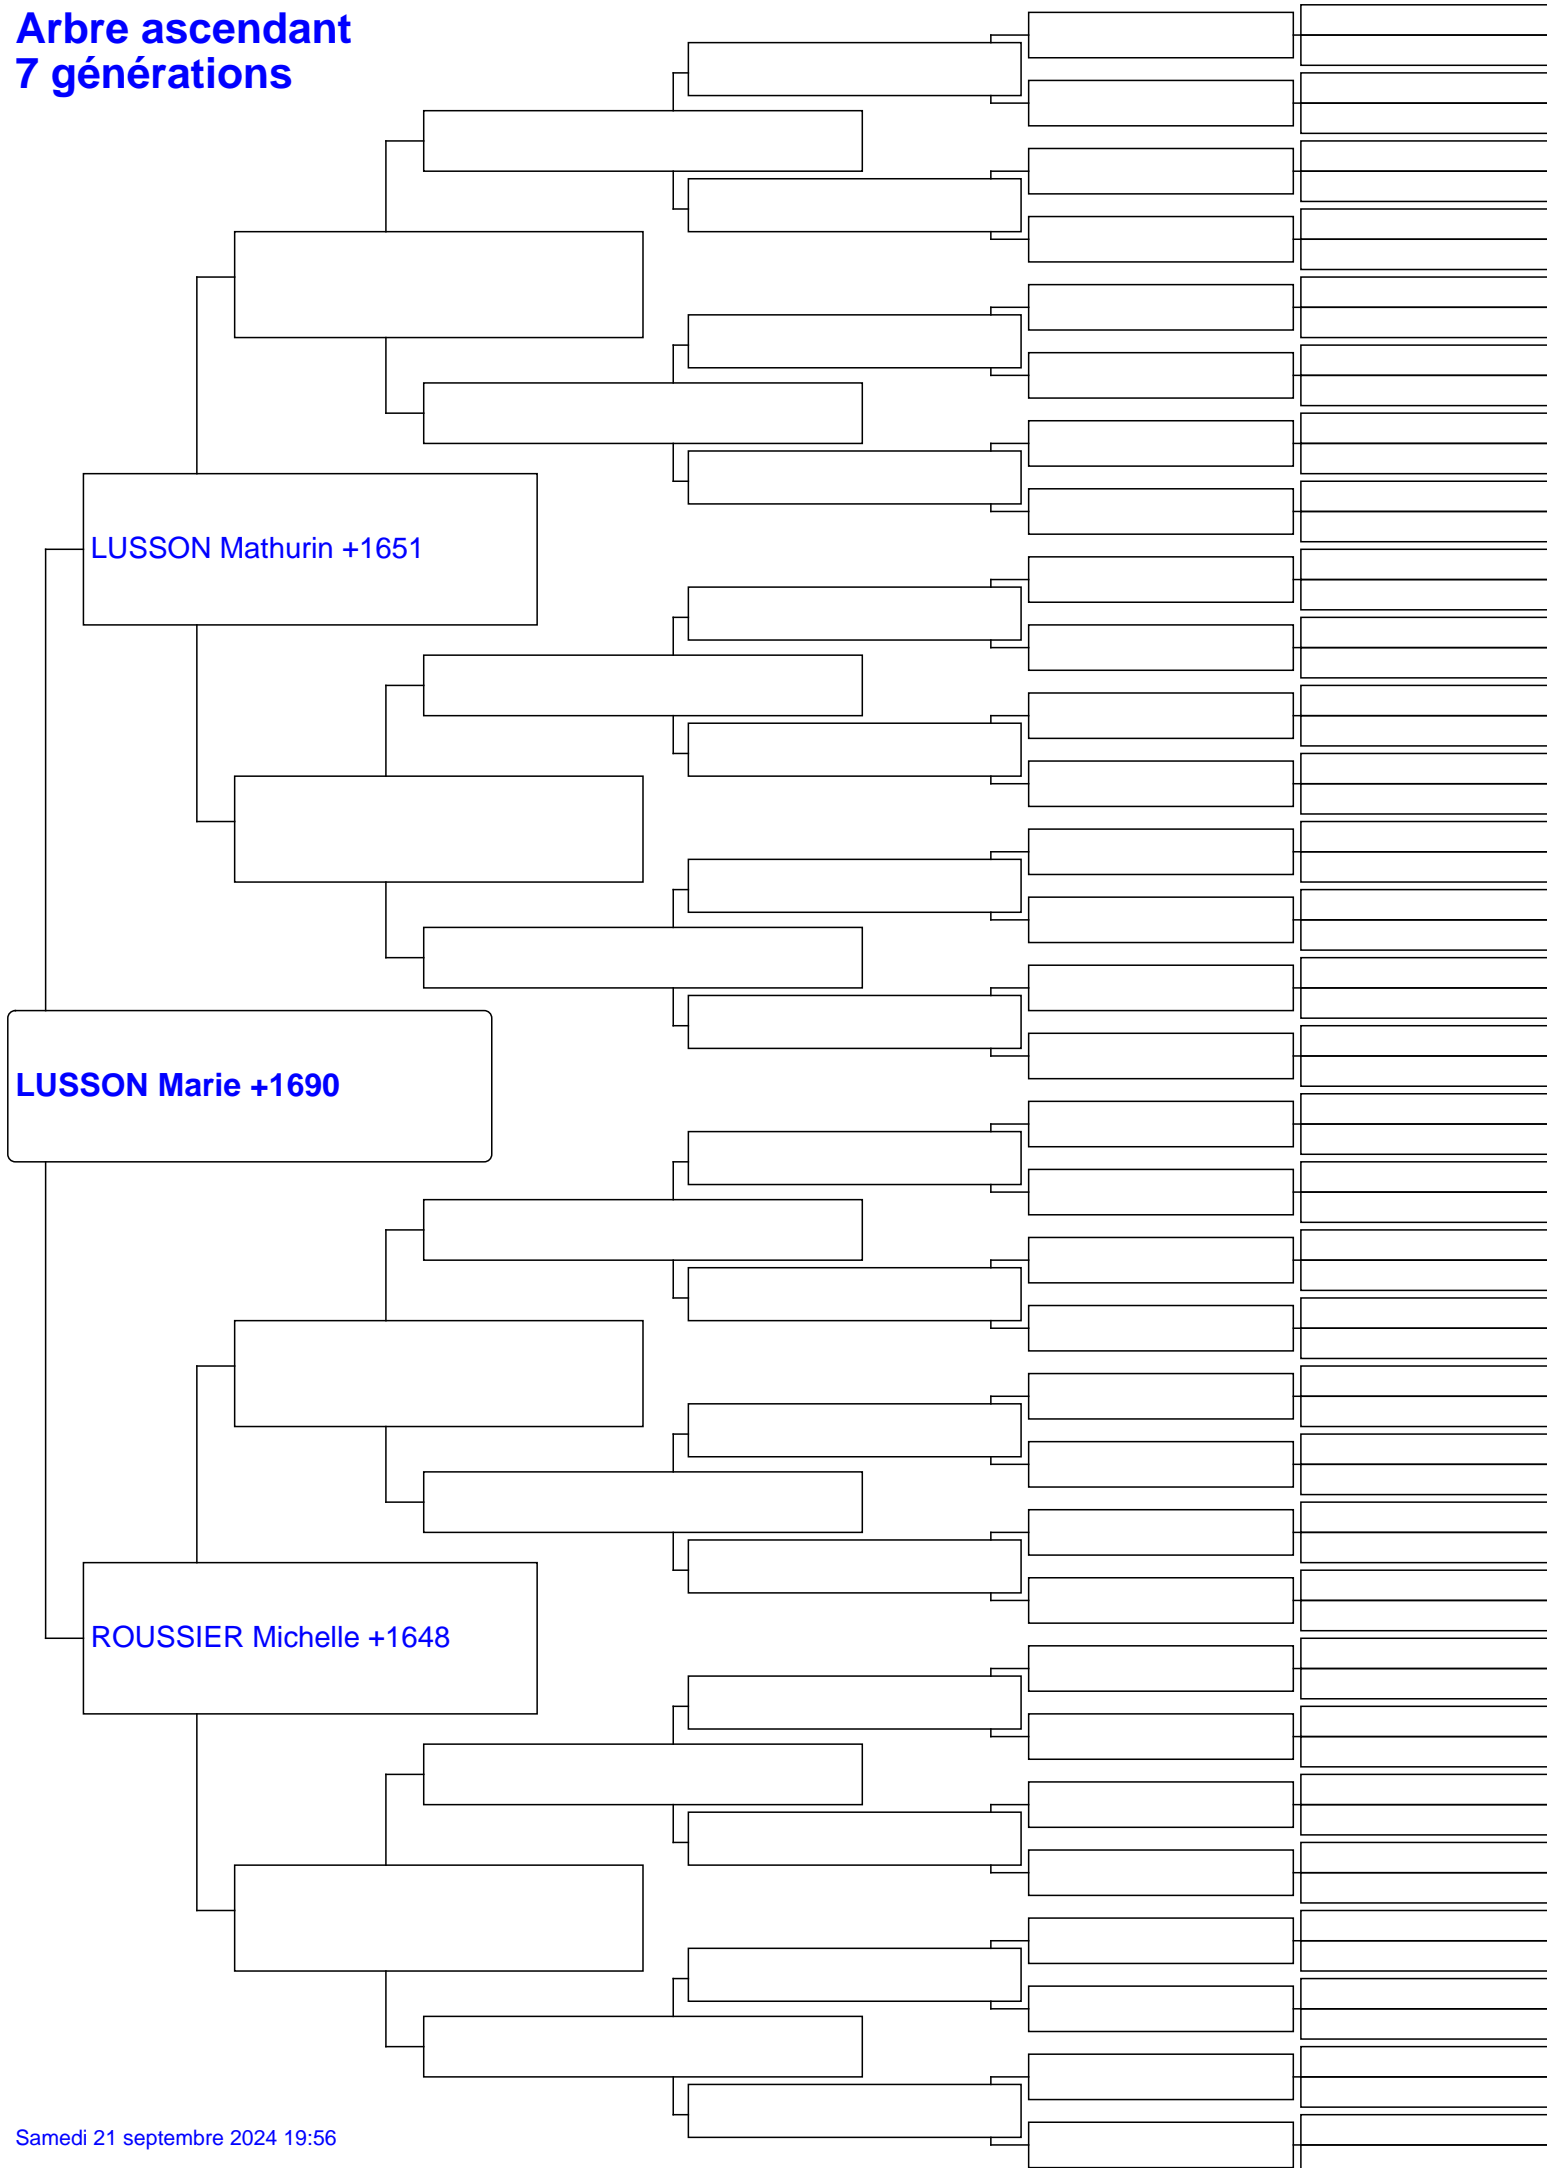 Arbre ascendant
7 générations
LUSSON Mathurin +1651
LUSSON Marie +1690
ROUSSIER Michelle +1648
Samedi 21 septembre 2024 19:56